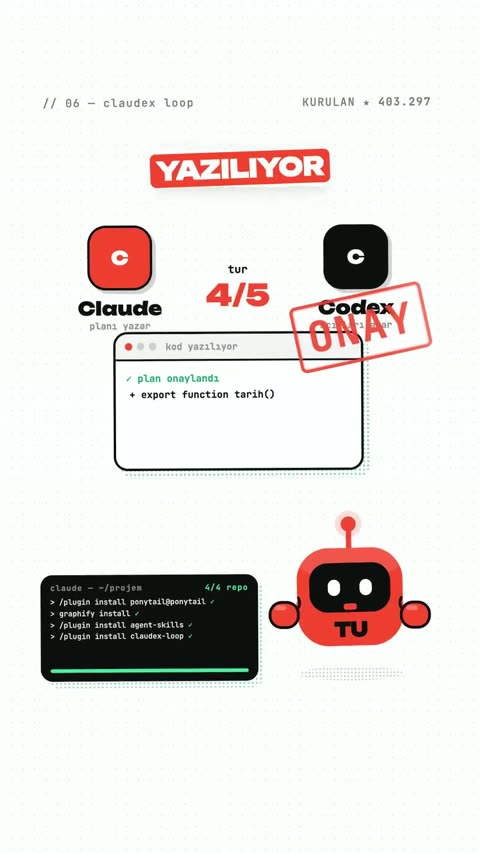 // 06 — claudex loop
KURULAN ★ 403.297
YAZILIYOR
C
C
tur
4/5
Claude
planı yazar
Codex
ONAY
kod yazılıyor
✓ plan onaylandı
+ export function tarih()
claude — ~/projem
4/4 repo
> /plugin install ponytail@ponytail ✓
> graphify install ✓
> /plugin install agent-skills ✓
> /plugin install claudex-loop ✓
TU